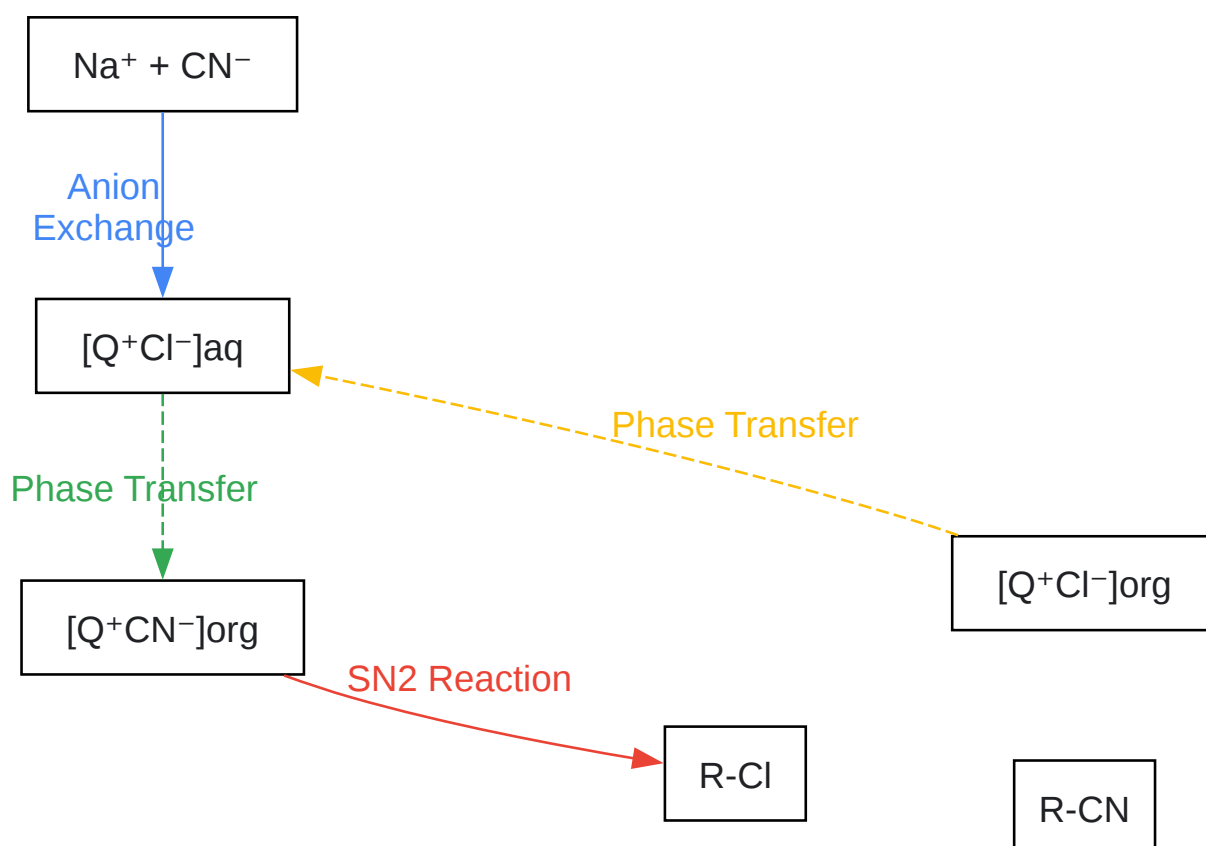 Na⁺ + CN⁻
Anion
Exchange
[Q⁺Cl⁻]aq
Phase Transfer
Phase Transfer
[Q⁺Cl⁻]org
[Q⁺CN⁻]org
SN2 Reaction
R-Cl
R-CN